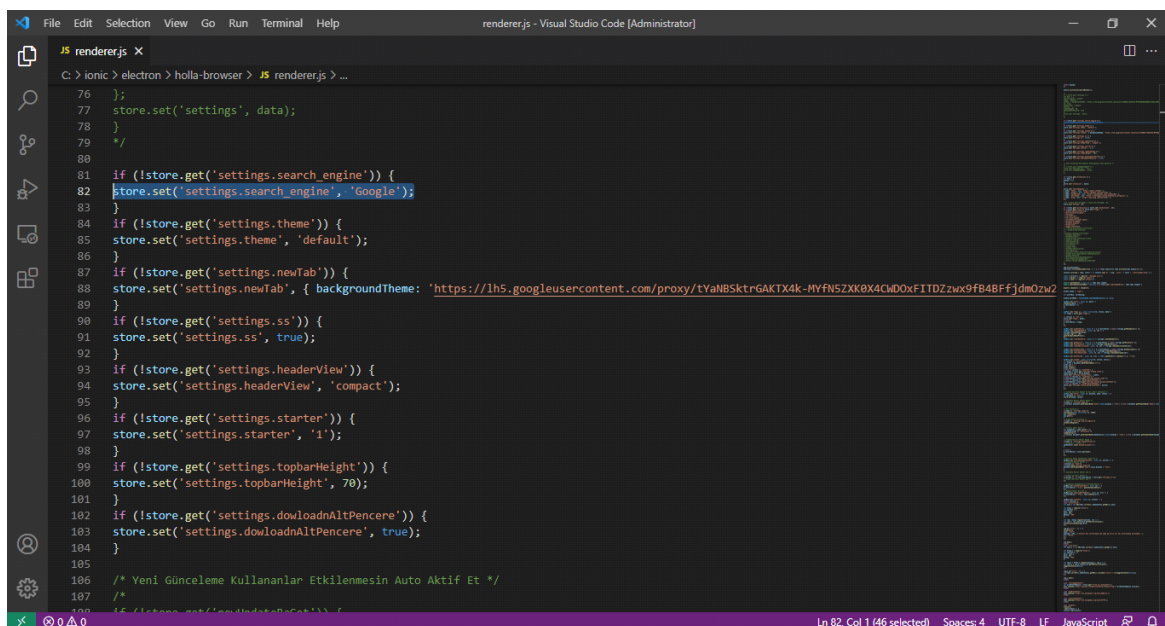 File Edit Selection View Go Run Terminal Help renderer.js - Visual Studio Code [Administrator]
JS renderer.js
C: > ionic > electron > holla-browser > JS renderer.js > ...
76 };
77 store.set('settings', data);
78 }
79 */
80
81 if (!store.get('settings.search_engine')) {
82 store.set('settings.search_engine', 'Google');
83 }
84 if (!store.get('settings.theme')) {
85 store.set('settings.theme', 'default');
86 }
87 if (!store.get('settings.newTab')) {
88 store.set('settings.newTab', { backgroundTheme: 'https://lh5.googleusercontent.com/proxy/tYaNBSktrGAKTX4k-MYfN5ZXK0X4CWDOxFITDZzwx9fB4BFfjdmOzw2
89 }
90 if (!store.get('settings.ss')) {
91 store.set('settings.ss', true);
92 }
93 if (!store.get('settings.headerView')) {
94 store.set('settings.headerView', 'compact');
95 }
96 if (!store.get('settings.starter')) {
97 store.set('settings.starter', '1');
98 }
99 if (!store.get('settings.topbarHeight')) {
100 store.set('settings.topbarHeight', 70);
101 }
102 if (!store.get('settings.dowloadnAltPencere')) {
103 store.set('settings.dowloadnAltPencere', true);
104 }
105
106 /* Yeni Günceleme Kullananlar Etkilenmesin Auto Aktif Et */
107 /*
0 0 Ln 82, Col 1 (46 selected) Spaces: 4 UTF-8 LF JavaScript